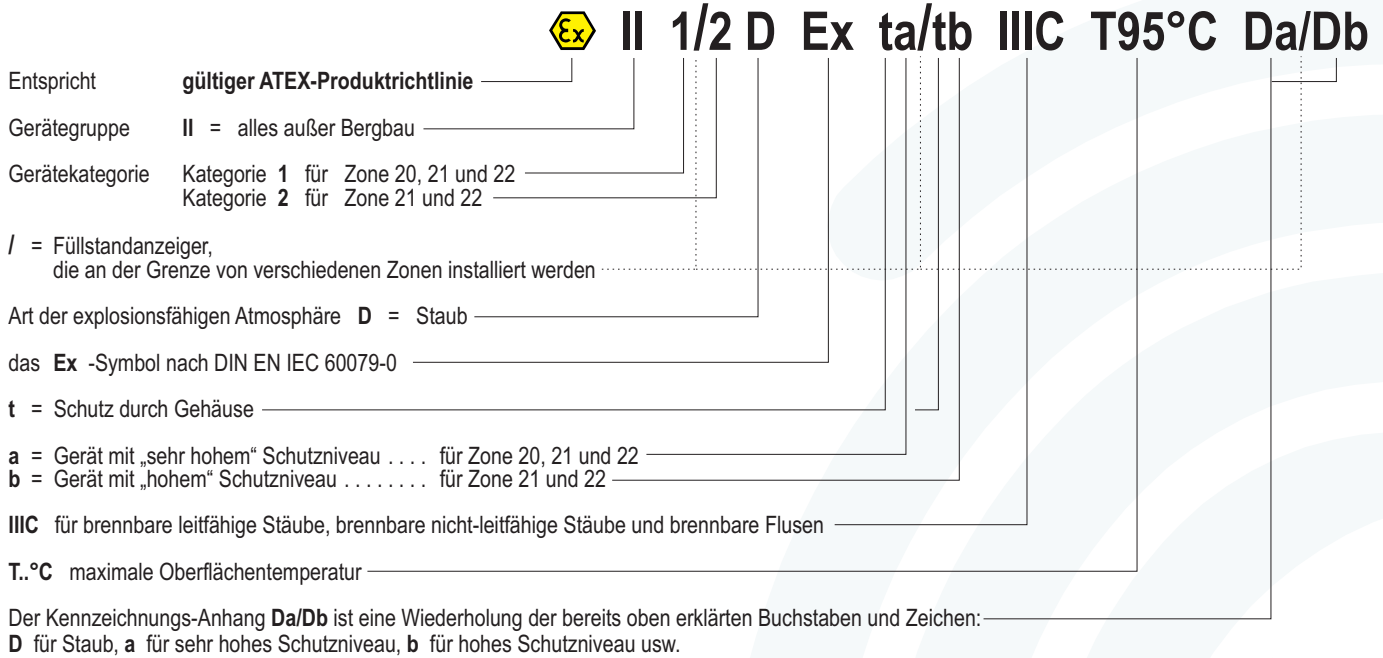 Ex II 1/2 D Ex ta/tb IIIC T95°C Da/Db
Entspricht gültiger ATEX-Produktrichtlinie
Gerätegruppe II = alles außer Bergbau
Gerätekategorie Kategorie 1 für Zone 20, 21 und 22
Kategorie 2 für Zone 21 und 22
/ = Füllstandanzeiger,
die an der Grenze von verschiedenen Zonen installiert werden
Art der explosionsfähigen Atmosphäre D = Staub
das Ex -Symbol nach DIN EN IEC 60079-0
t = Schutz durch Gehäuse
a = Gerät mit „sehr hohem“ Schutzniveau . . . . für Zone 20, 21 und 22
b = Gerät mit „hohem“ Schutzniveau . . . . . . . . für Zone 21 und 22
IIIC für brennbare leitfähige Stäube, brennbare nicht-leitfähige Stäube und brennbare Flusen
T..°C maximale Oberflächentemperatur
Der Kennzeichnungs-Anhang Da/Db ist eine Wiederholung der bereits oben erklärten Buchstaben und Zeichen:
D für Staub, a für sehr hohes Schutzniveau, b für hohes Schutzniveau usw.